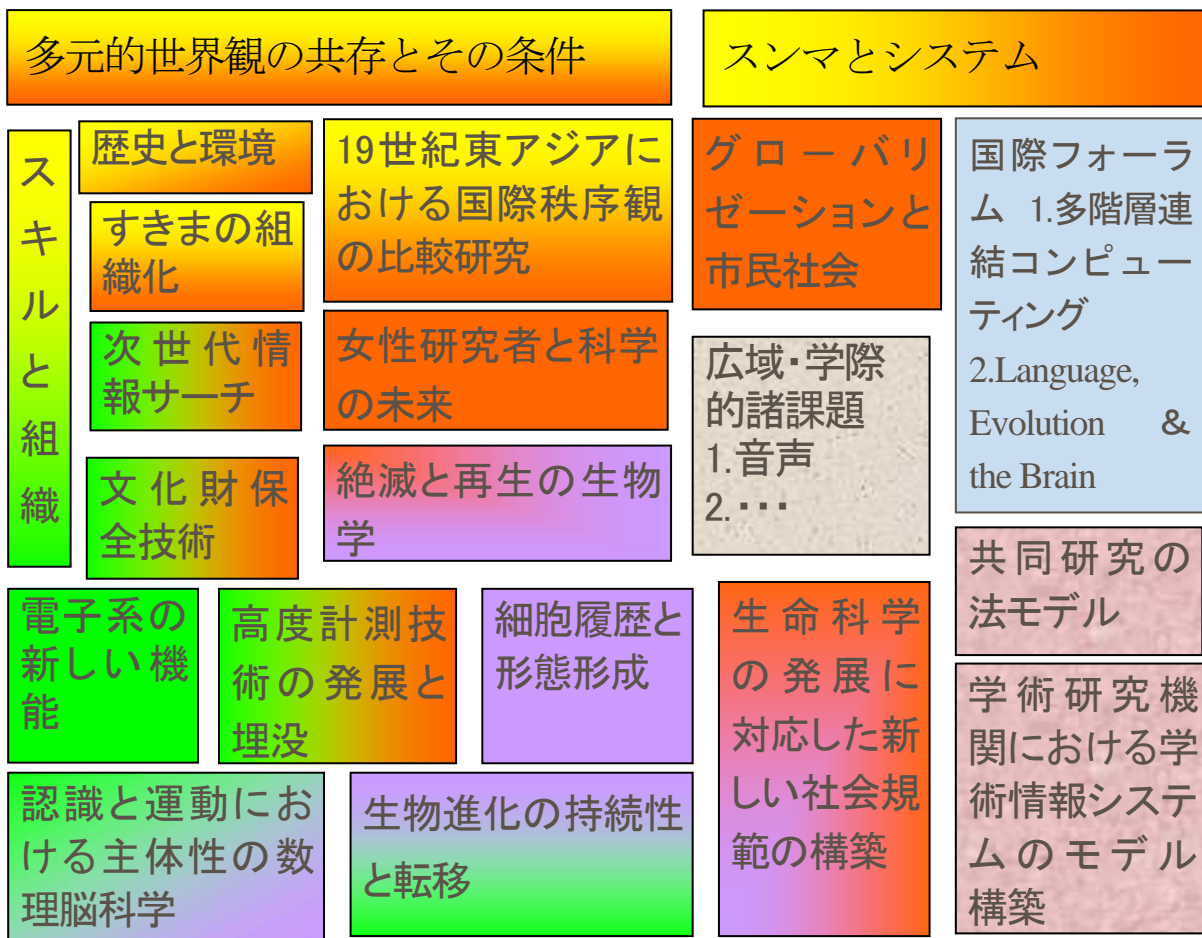 多元的世界観の共存とその条件
スンマとシステム
スキルと組織
歴史と環境
すきまの組
織化
次世代情
報サーチ
文化財保
全技術
19世紀東アジアに
おける国際秩序観
の比較研究
女性研究者と科学
の未来
絶滅と再生の生物
学
グローバリ
ゼーションと
市民社会
広域・学際
的諸課題
1.音声
2.・・・
国際フォーラ
ム 1.多階層連
結コンピュー
ティング
2.Language,
Evolution &
the Brain
共同研究の
法モデル
電子系の
新しい機
能
高度計測技
術の発展と
埋没
細胞履歴と
形態形成
生命科学
の発展に
対応した新
しい社会規
範の構築
学術研究機
関における学
術情報システ
ムのモデル
構築
認識と運動にお
ける主体性の数
理脳科学
生物進化の持続性
と転移